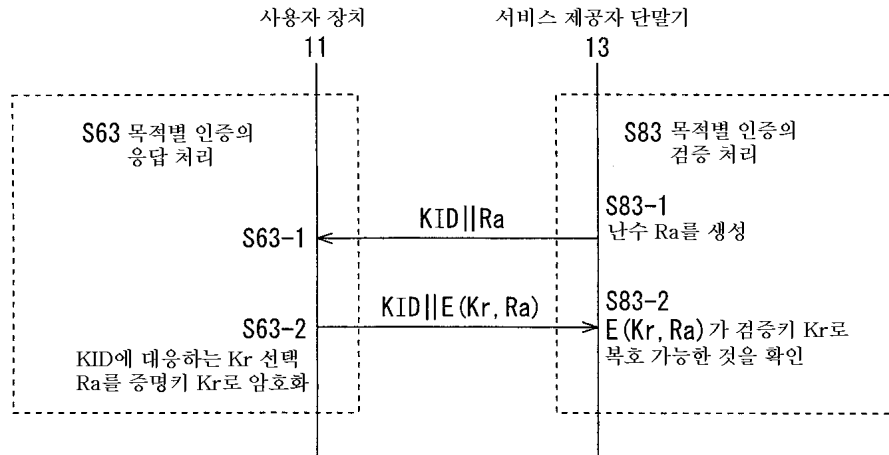 사용자 장치
11
서비스 제공자 단말기
13
S63 목적별 인증의
응답 처리
S83 목적별 인증의
검증 처리
KID||Ra
S83-1
난수 Ra를 생성
S63-1
KID||E(Kr,Ra)
S63-2
KID에 대응하는 Kr 선택
Ra를 증명키 Kr로 암호화
S83-2
E(Kr,Ra)가 검증키 Kr로
복호 가능한 것을 확인